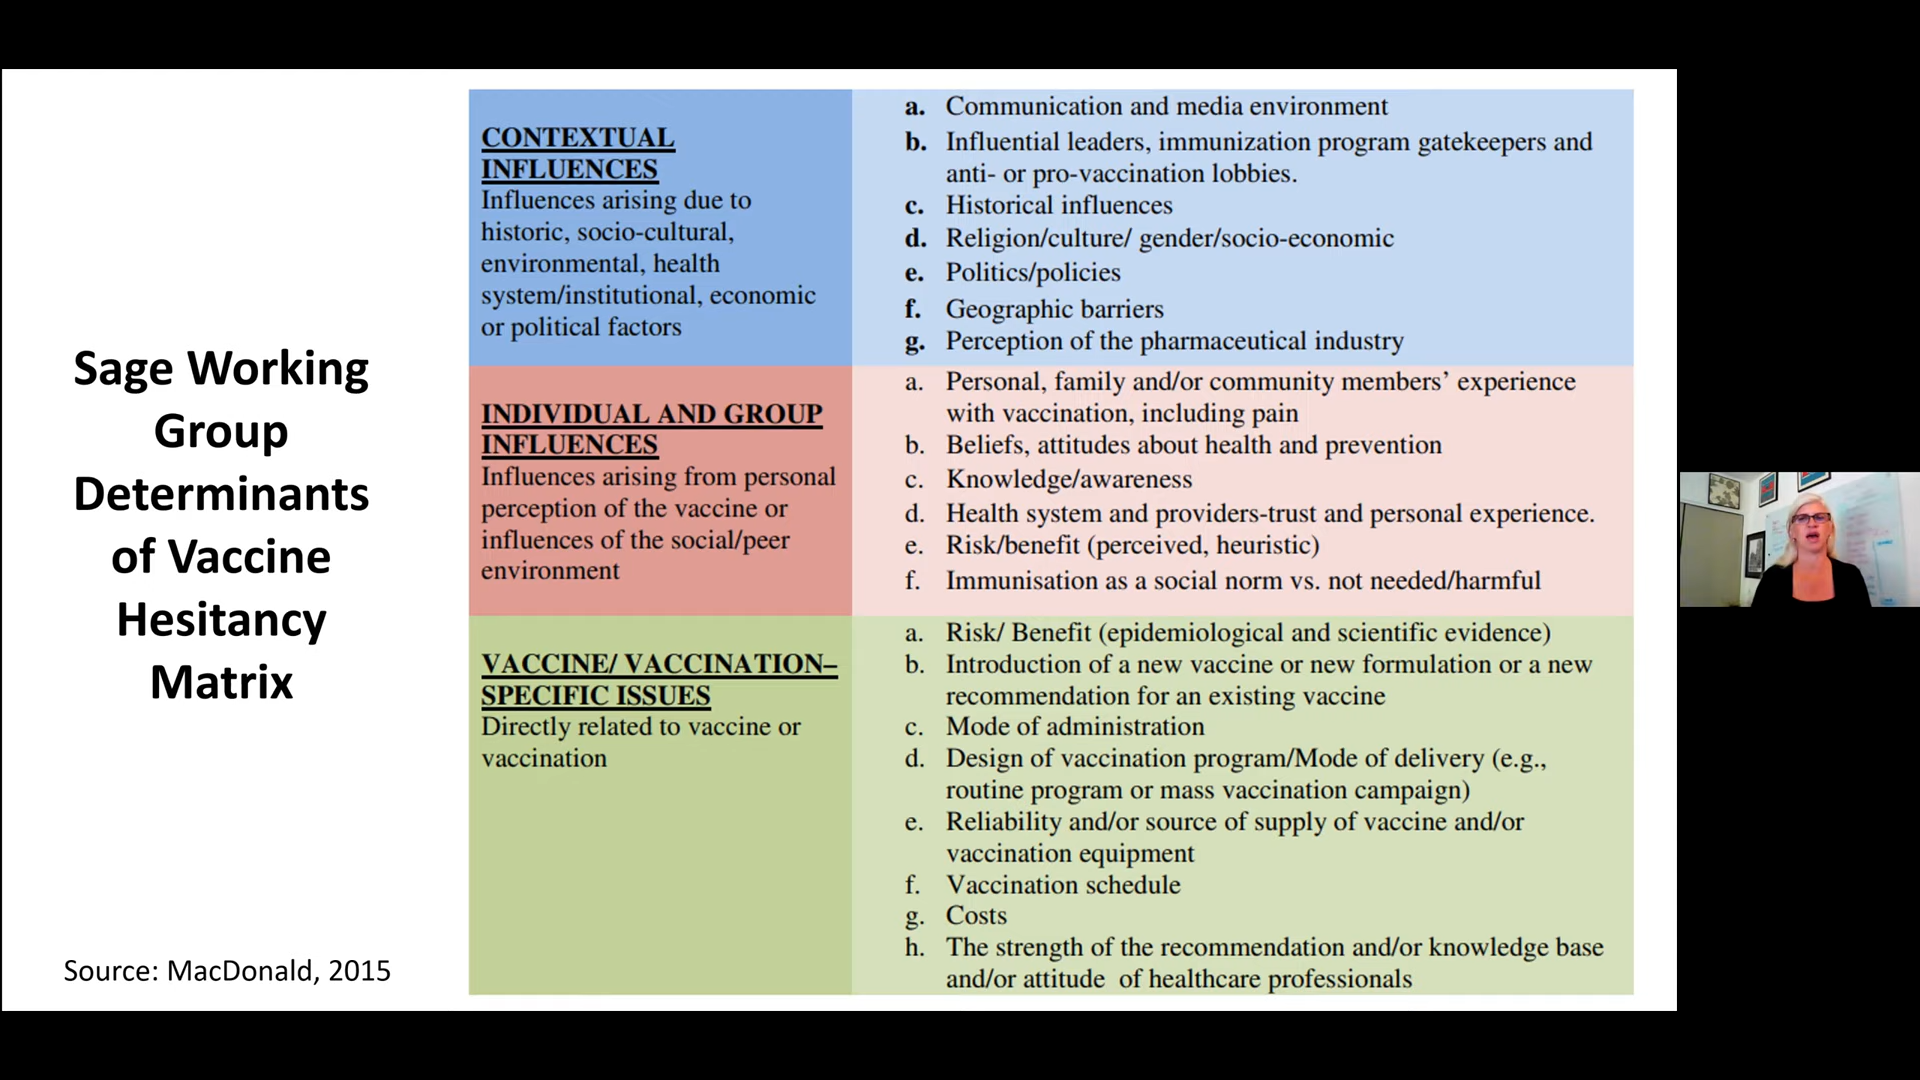 Sage Working
Group
Determinants
of Vaccine
Hesitancy
Matrix
Source: MacDonald, 2015
CONTEXTUAL
INFLUENCES
Influences arising due to
historic, socio-cultural,
environmental, health
system/institutional, economic
or political factors
a. Communication and media environment
b. Influential leaders, immunization program gatekeepers and
anti- or pro-vaccination lobbies.
c. Historical influences
d. Religion/culture/ gender/socio-economic
e. Politics/policies
f. Geographic barriers
g. Perception of the pharmaceutical industry
INDIVIDUAL AND GROUP
INFLUENCES
Influences arising from personal
perception of the vaccine or
influences of the social/peer
environment
a. Personal, family and/or community members’ experience
with vaccination, including pain
b. Beliefs, attitudes about health and prevention
c. Knowledge/awareness
d. Health system and providers-trust and personal experience.
e. Risk/benefit (perceived, heuristic)
f. Immunisation as a social norm vs. not needed/harmful
VACCINE/ VACCINATION–
SPECIFIC ISSUES
Directly related to vaccine or
vaccination
a. Risk/ Benefit (epidemiological and scientific evidence)
b. Introduction of a new vaccine or new formulation or a new
recommendation for an existing vaccine
c. Mode of administration
d. Design of vaccination program/Mode of delivery (e.g.,
routine program or mass vaccination campaign)
e. Reliability and/or source of supply of vaccine and/or
vaccination equipment
f. Vaccination schedule
g. Costs
h. The strength of the recommendation and/or knowledge base
and/or attitude of healthcare professionals